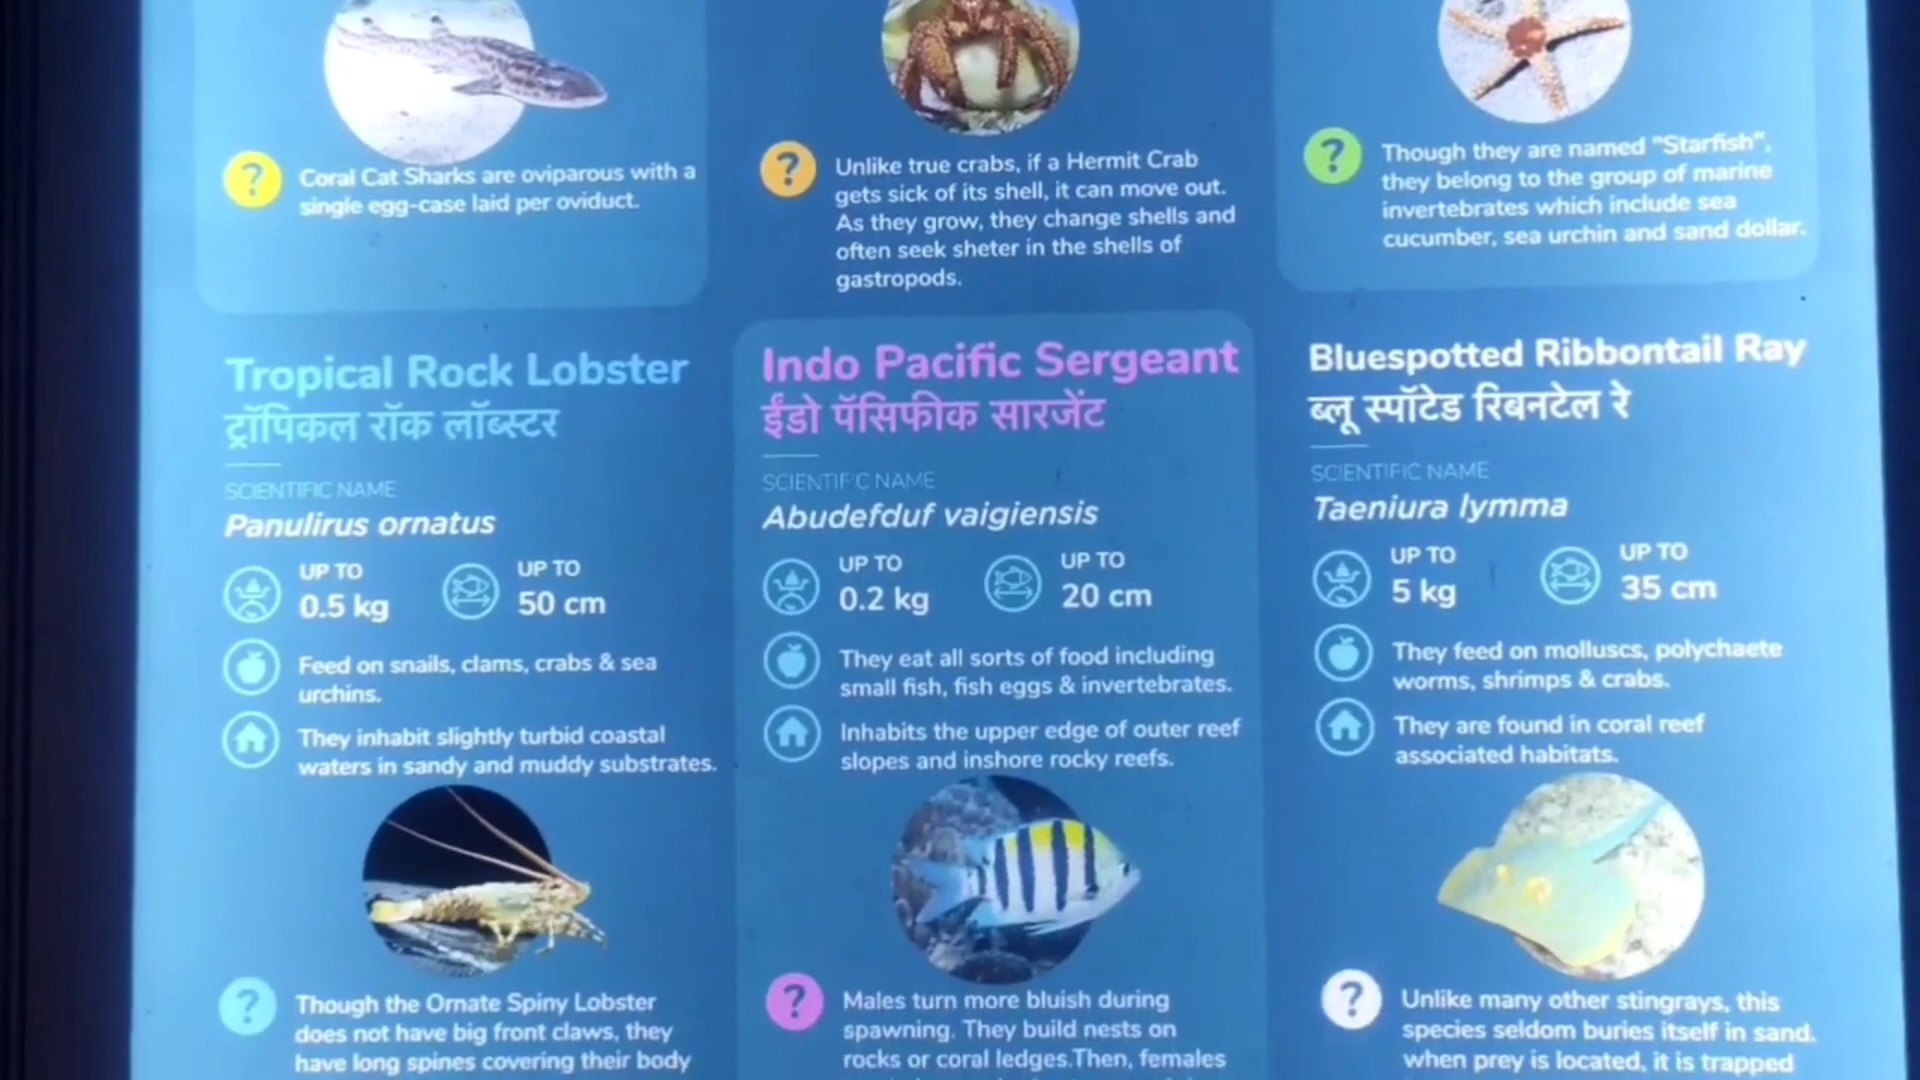 ?
Coral Cat Sharks are oviparous with a
single egg-case laid per oviduct.
?
Unlike true crabs, if a Hermit Crab
gets sick of its shell, it can move out.
As they grow, they change shells and
often seek sheter in the shells of
gastropods.
?
Though they are named "Starfish",
they belong to the group of marine
invertebrates which include sea
cucumber, sea urchin and sand dollar.
Tropical Rock Lobster
ट्रॉपिकल रॉक लॉब्स्टर
SCIENTIFIC NAME
Panulirus ornatus
UP TO
0.5 kg
UP TO
50 cm
Feed on snails, clams, crabs & sea
urchins.
They inhabit slightly turbid coastal
waters in sandy and muddy substrates.
?
Though the Ornate Spiny Lobster
does not have big front claws, they
have long spines covering their body
Indo Pacific Sergeant
ईंडो पॅसिफीक सारजेंट
SCIENTIFIC NAME
Abudefduf vaigiensis
UP TO
0.2 kg
UP TO
20 cm
They eat all sorts of food including
small fish, fish eggs & invertebrates.
Inhabits the upper edge of outer reef
slopes and inshore rocky reefs.
?
Males turn more bluish during
spawning. They build nests on
rocks or coral ledges.Then, females
Bluespotted Ribbontail Ray
ब्लू स्पॉटेड रिबनटेल रे
SCIENTIFIC NAME
Taeniura lymma
UP TO
5 kg
UP TO
35 cm
They feed on molluscs, polychaete
worms, shrimps & crabs.
They are found in coral reef
associated habitats.
?
Unlike many other stingrays, this
species seldom buries itself in sand.
when prey is located, it is trapped